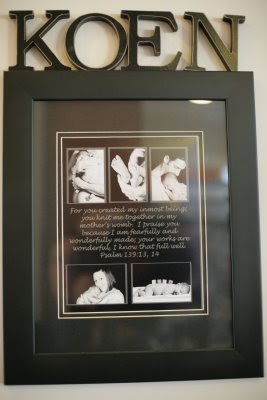 KOEN
For you created my inmost being;
you knit me together in my
mother's womb. I praise you
because I am fearfully and
wonderfully made; your works are
wonderful, I know that full well.
Psalm 139:13, 14